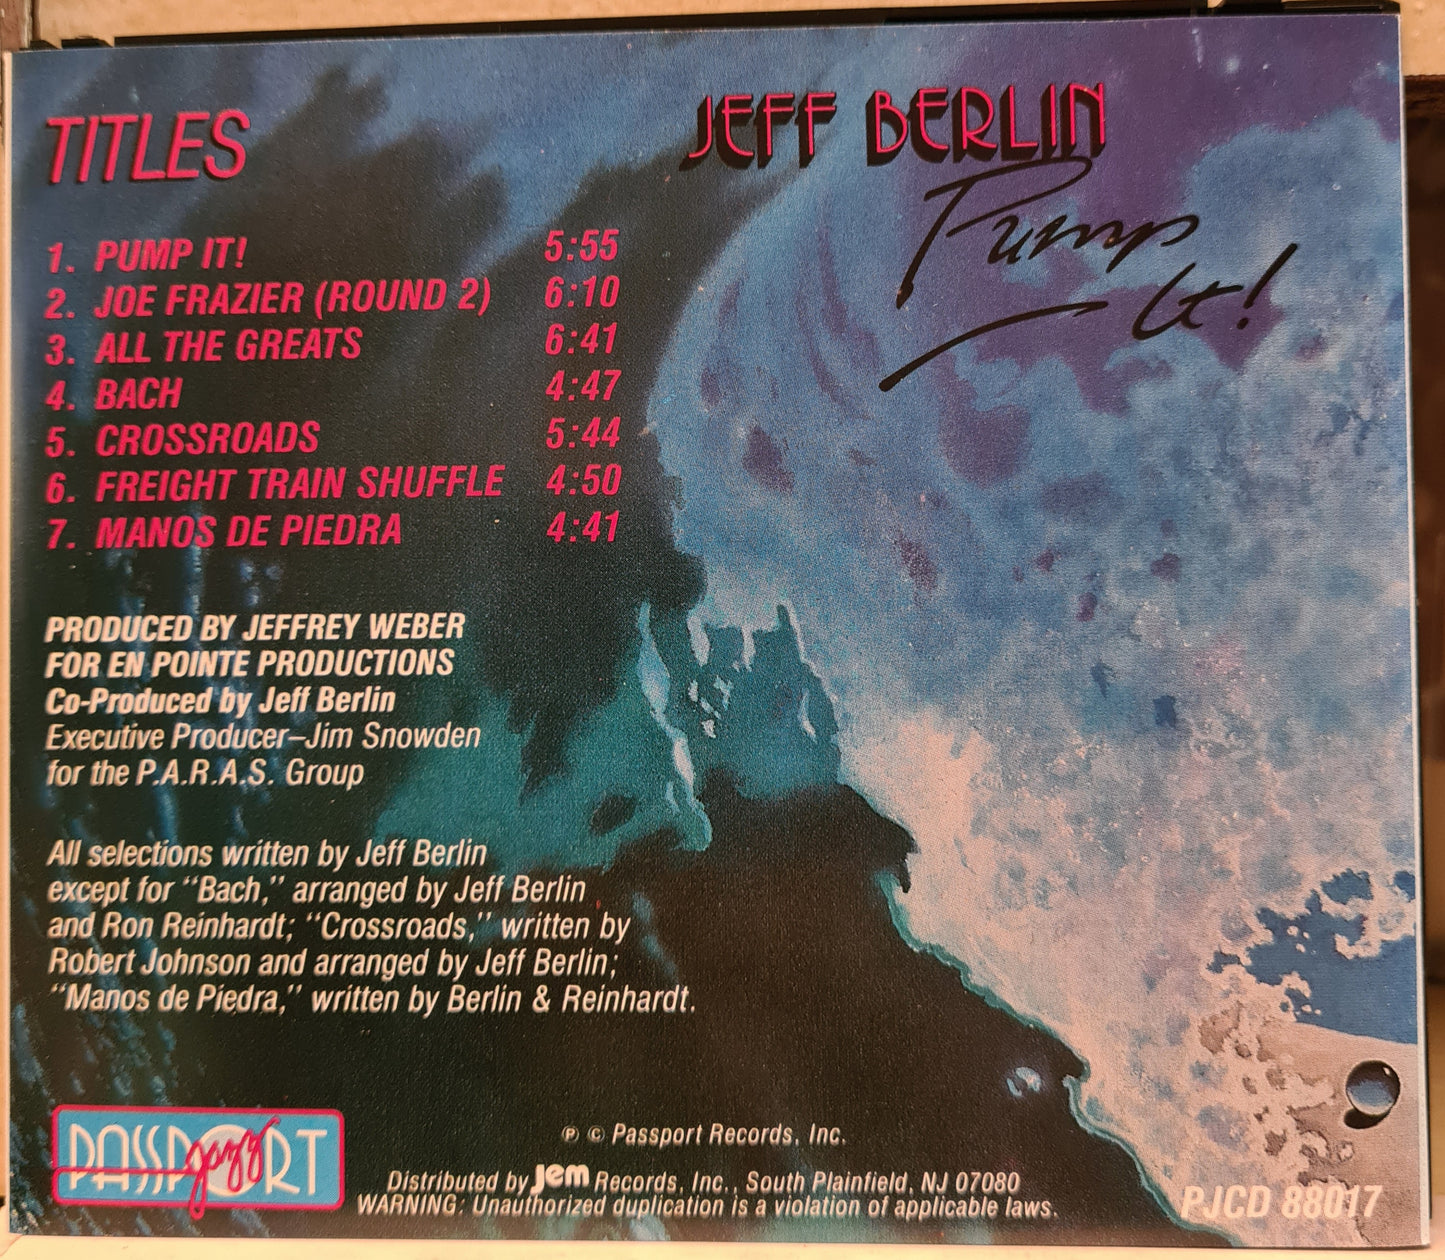 TITLES
1. PUMP IT! 5:55
2. JOE FRAZIER (ROUND 2) 6:10
3. ALL THE GREATS 6:41
4. BACH 4:47
5. CROSSROADS 5:44
6. FREIGHT TRAIN SHUFFLE 4:50
7. MANOS DE PIEDRA 4:41
JEFF BERLIN
Pump
It!
PRODUCED BY JEFFREY WEBER
FOR EN POINTE PRODUCTIONS
Co-Produced by Jeff Berlin
Executive Producer–Jim Snowden
for the P.A.R.A.S. Group
All selections written by Jeff Berlin
except for "Bach," arranged by Jeff Berlin
and Ron Reinhardt; "Crossroads," written by
Robert Johnson and arranged by Jeff Berlin;
"Manos de Piedra," written by Berlin & Reinhardt.
PASSPORT
jazz
℗ © Passport Records, Inc.
Distributed by jem Records, Inc., South Plainfield, NJ 07080
WARNING: Unauthorized duplication is a violation of applicable laws.
PJCD 88017